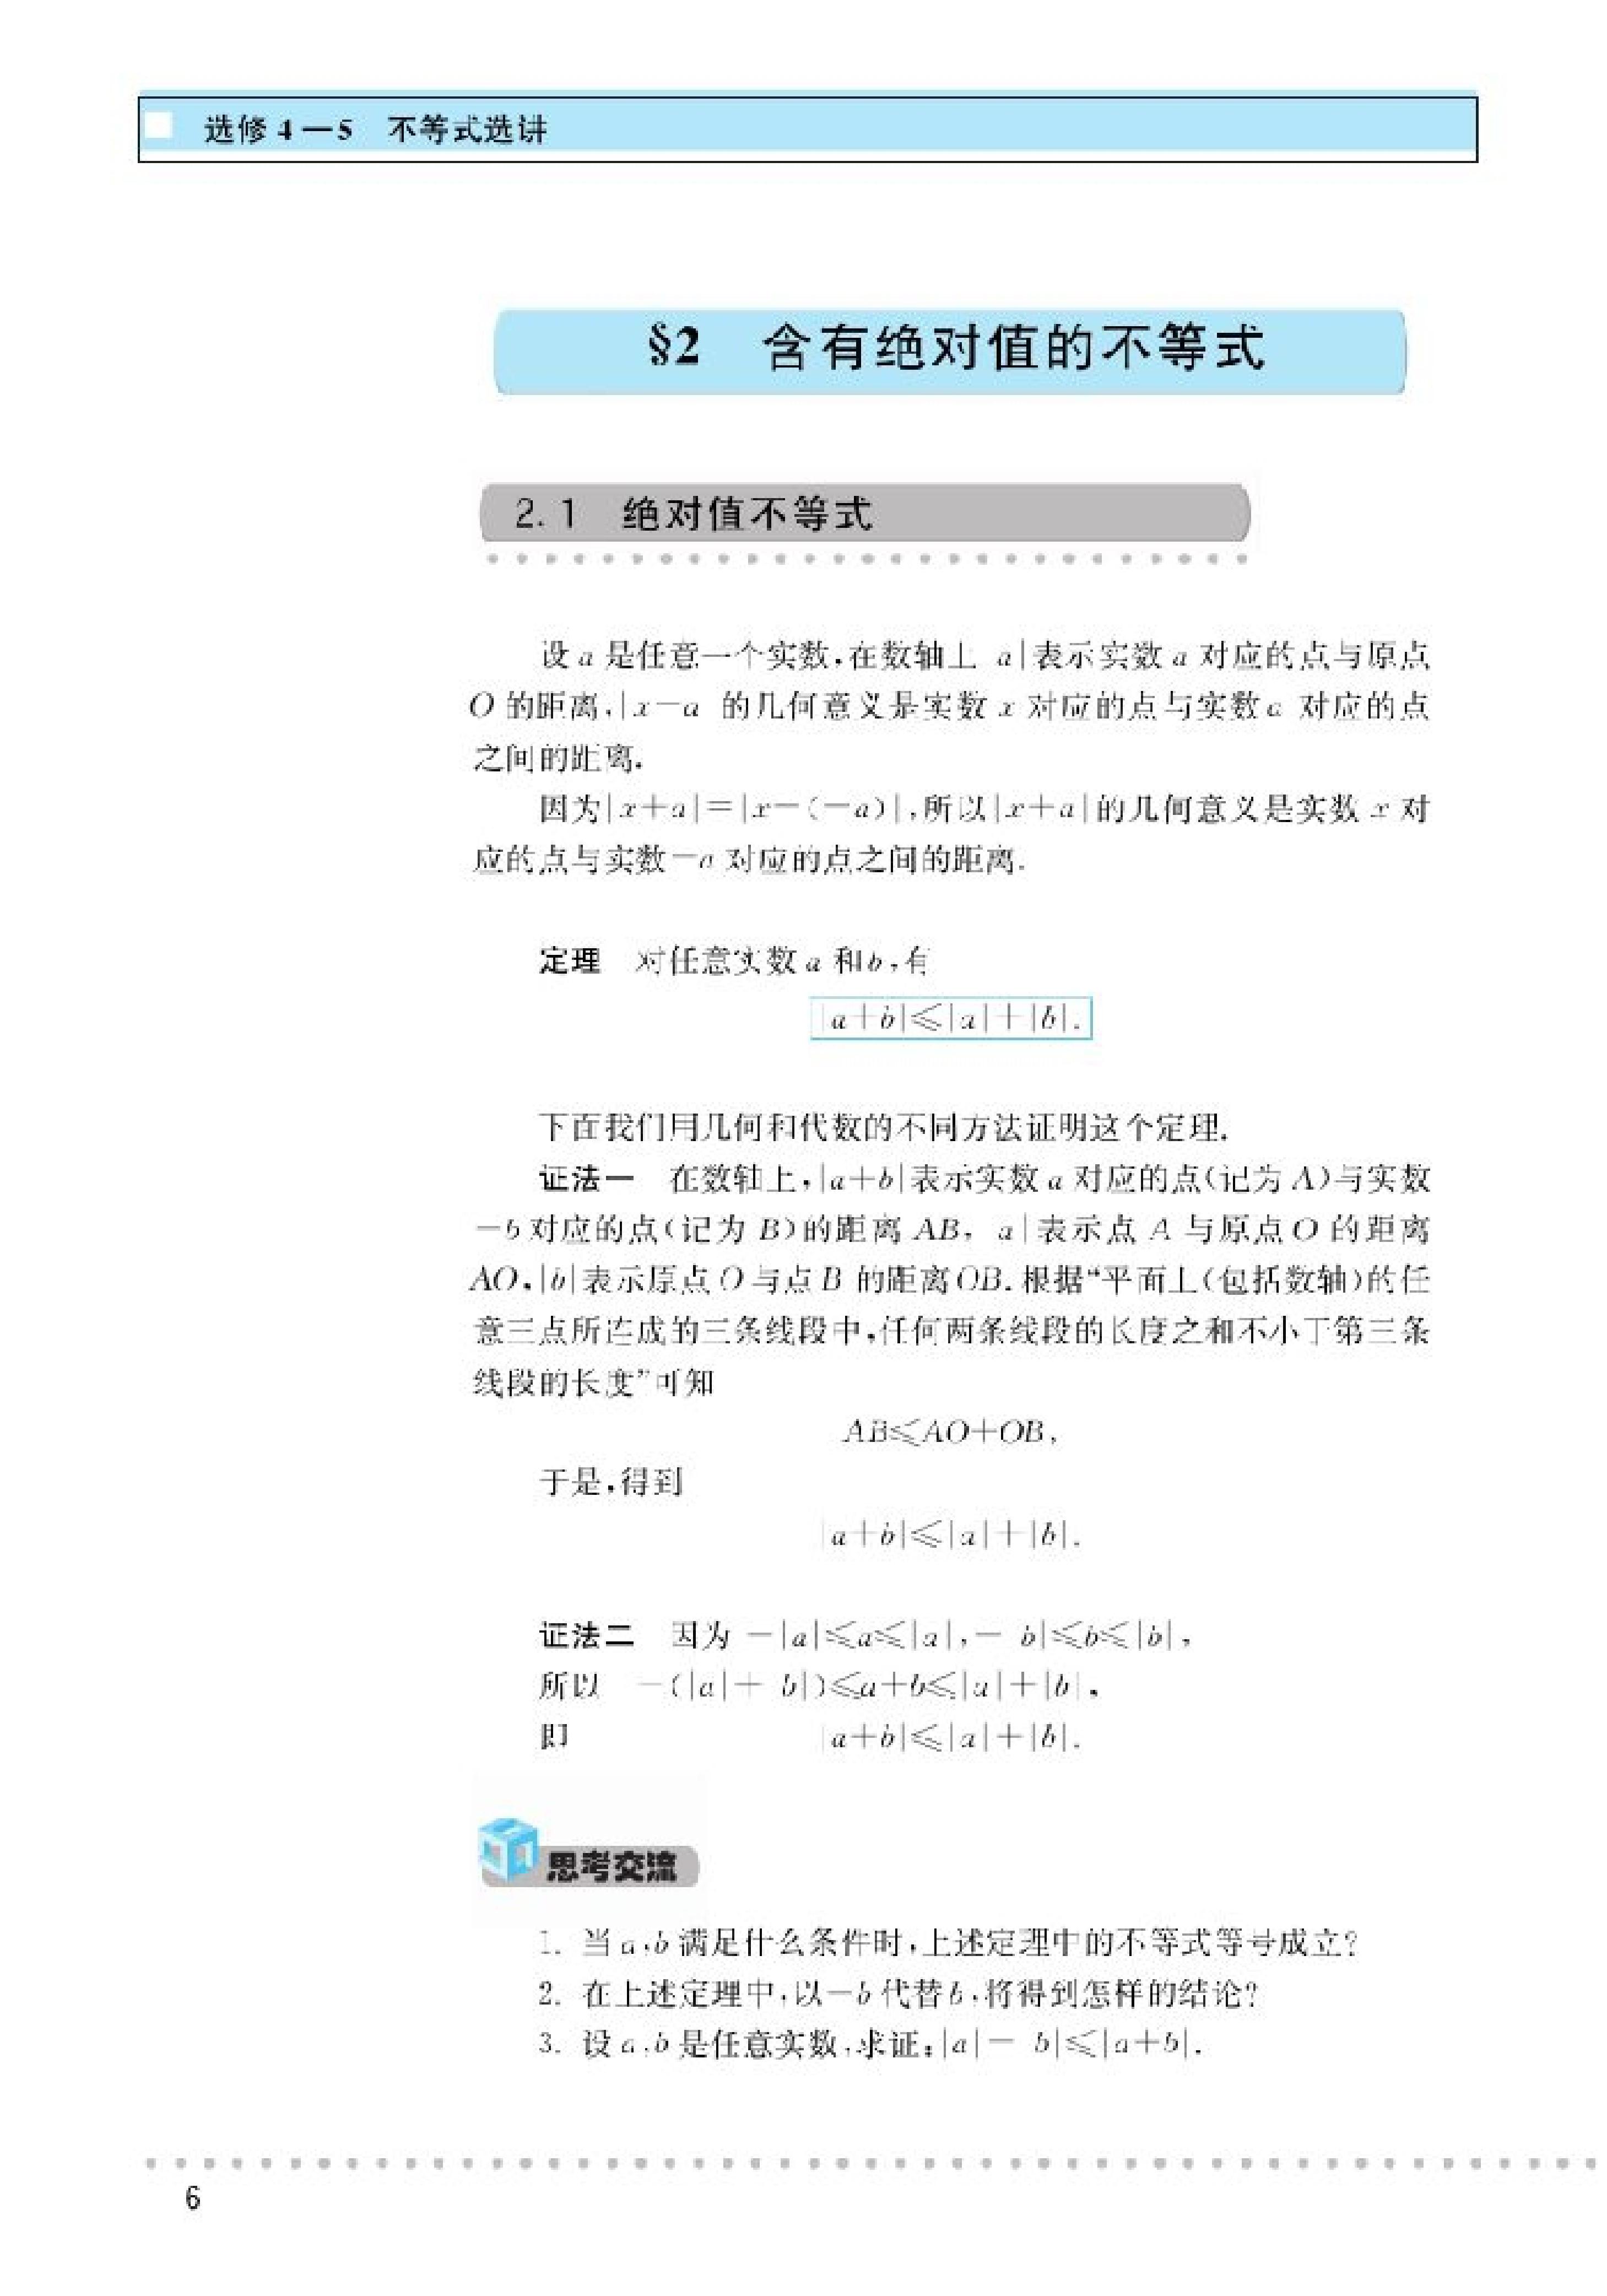 选修 4—5 不等式选讲
§2 含有绝对值的不等式
2.1 绝对值不等式
设 a 是任意一个实数,在数轴上 |a|表示实数 a 对应的点与原点
O 的距离,|x-a|的几何意义是实数 x 对应的点与实数 a 对应的点
之间的距离.
因为|x+a|=|x-(-a)|,所以|x+a|的几何意义是实数 x 对
应的点与实数-a 对应的点之间的距离.
定理 对任意实数 a 和 b,有
|a+b|≤|a|+|b|.
下面我们用几何和代数的不同方法证明这个定理.
证法一 在数轴上,|a+b|表示实数 a 对应的点(记为 A)与实数
-b 对应的点(记为 B)的距离 AB, |a|表示点 A 与原点 O 的距离
AO,|b|表示原点 O 与点 B 的距离 OB.根据“平面上(包括数轴)的任
意三点所连成的三条线段中,任何两条线段的长度之和不小于第三条
线段的长度”可知
AB≤AO+OB,
于是,得到
|a+b|≤|a|+|b|.
证法二 因为 -|a|≤a≤|a|,-|b|≤b≤|b|,
所以 -(|a|+|b|)≤a+b≤|a|+|b|,
即 |a+b|≤|a|+|b|.
思考交流
1. 当 a,b 满足什么条件时,上述定理中的不等式等号成立?
2. 在上述定理中,以-b 代替 b,将得到怎样的结论?
3. 设 a,b 是任意实数,求证:|a|-|b|≤|a+b|.
6